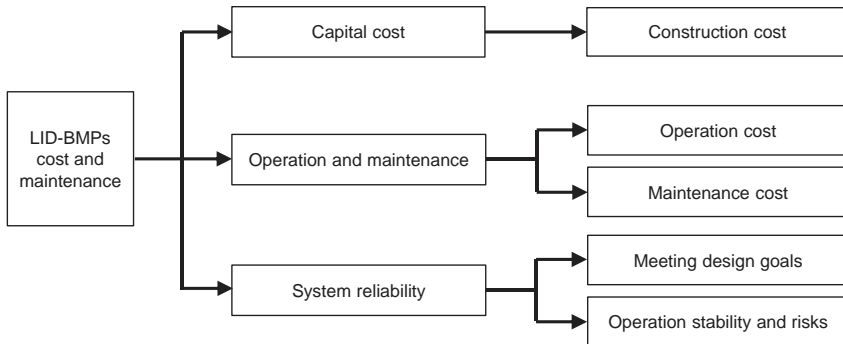 LID-BMPs
cost and
maintenance
Capital cost
Construction cost
Operation and maintenance
Operation cost
Maintenance cost
System reliability
Meeting design goals
Operation stability and risks